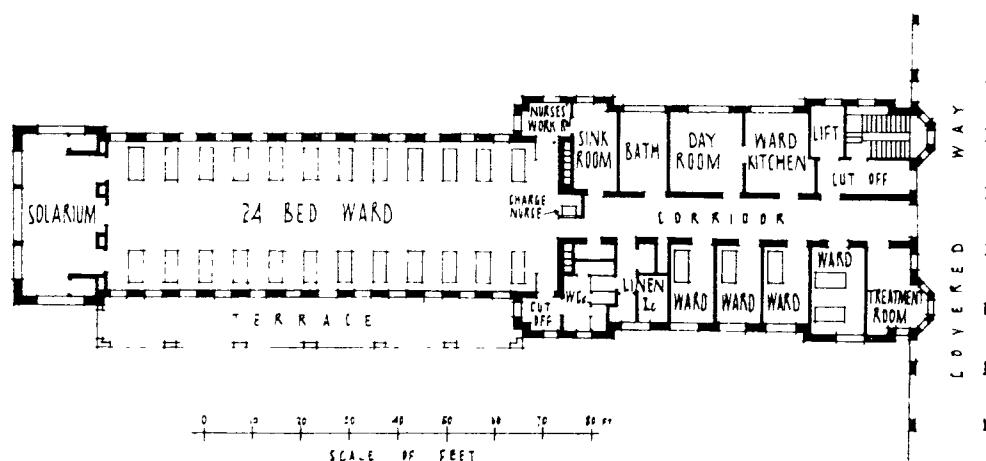 NURSES
WORK RM
SINK
ROOM
BATH
DAY
ROOM
WARD
KITCHEN
LIFT
CUT OFF
SOLARIUM
24 BED WARD
CHARGE
NURSE
CORRIDOR
COVERED WAY
WCs
CUT
OFF
LINEN
WARD
WARD
WARD
WARD
TREATMENT
ROOM
TERRACE
0 10 20 30 40 50 60 70 80 FT
SCALE OF FEET